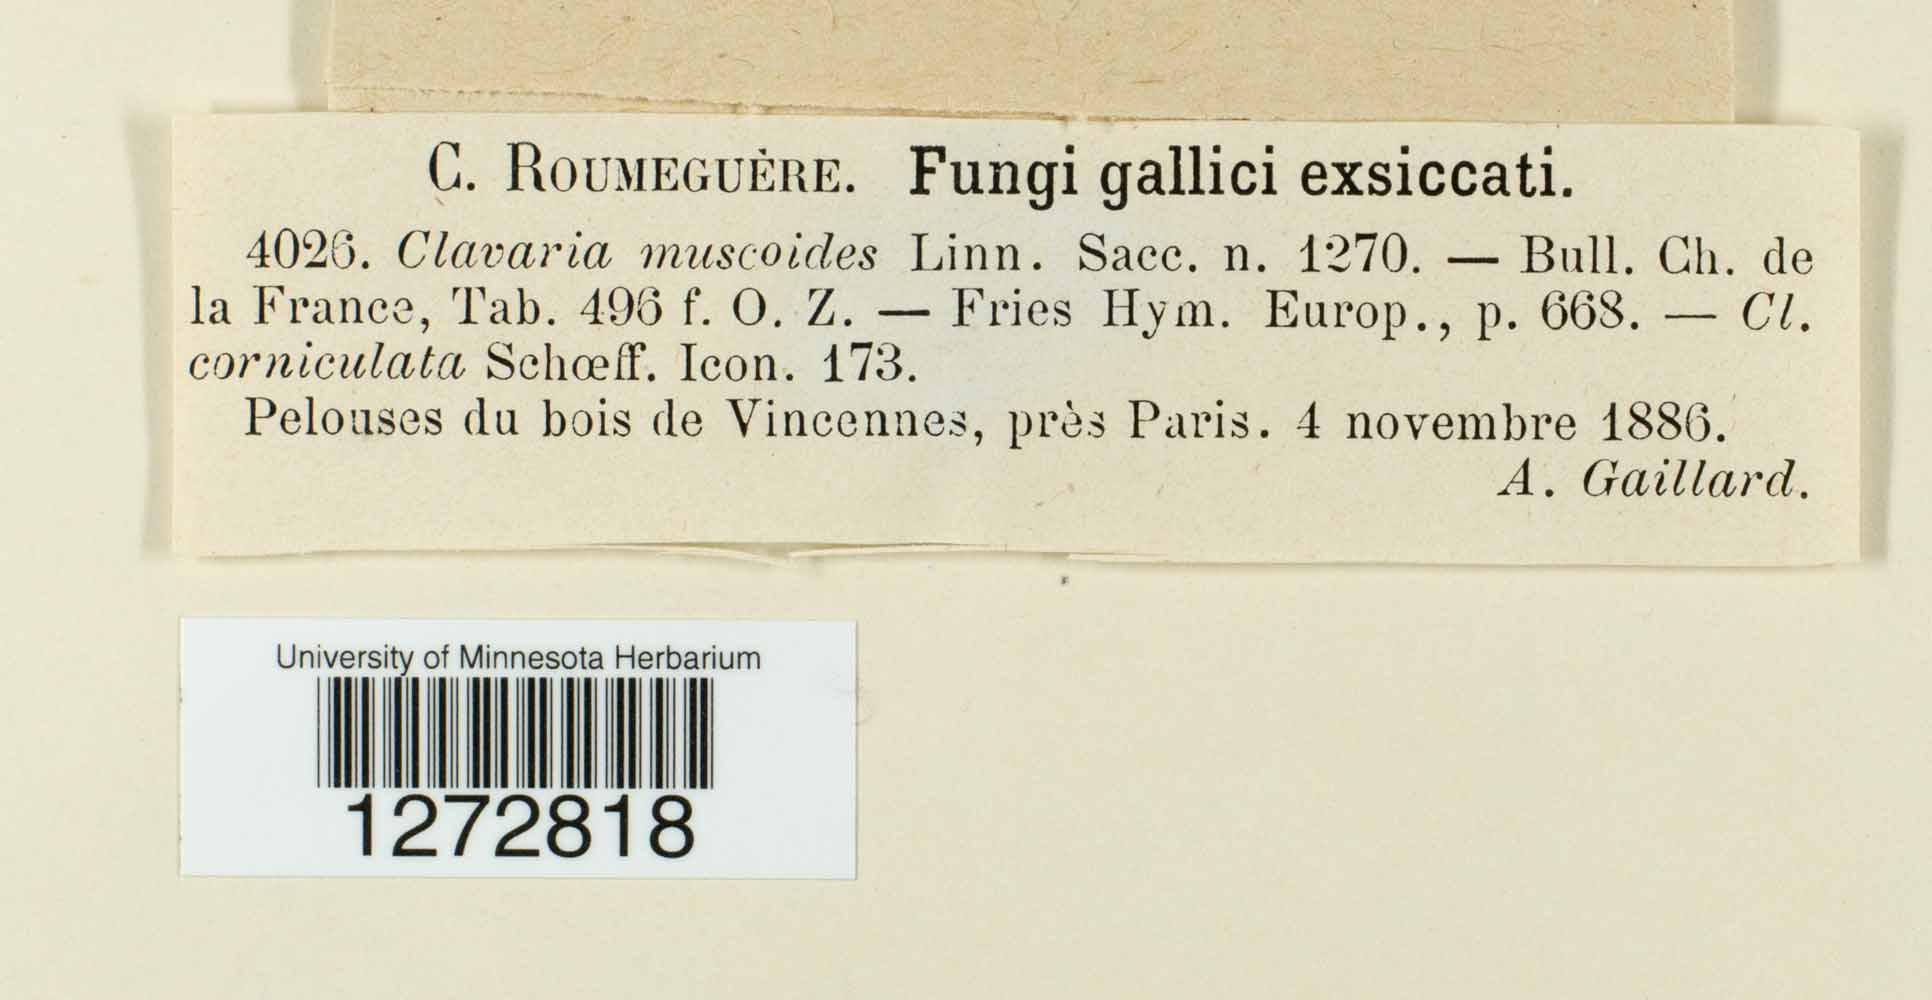 C. ROUMEGUÈRE. Fungi gallici exsiccati.
4026. Clavaria muscoides Linn. Sacc. n. 1270. — Bull. Ch. de
la France, Tab. 496 f. O. Z. — Fries Hym. Europ., p. 668. — Cl.
corniculata Schœff. Icon. 173.
Pelouses du bois de Vincennes, près Paris. 4 novembre 1886.
A. Gaillard.
University of Minnesota Herbarium
1272818